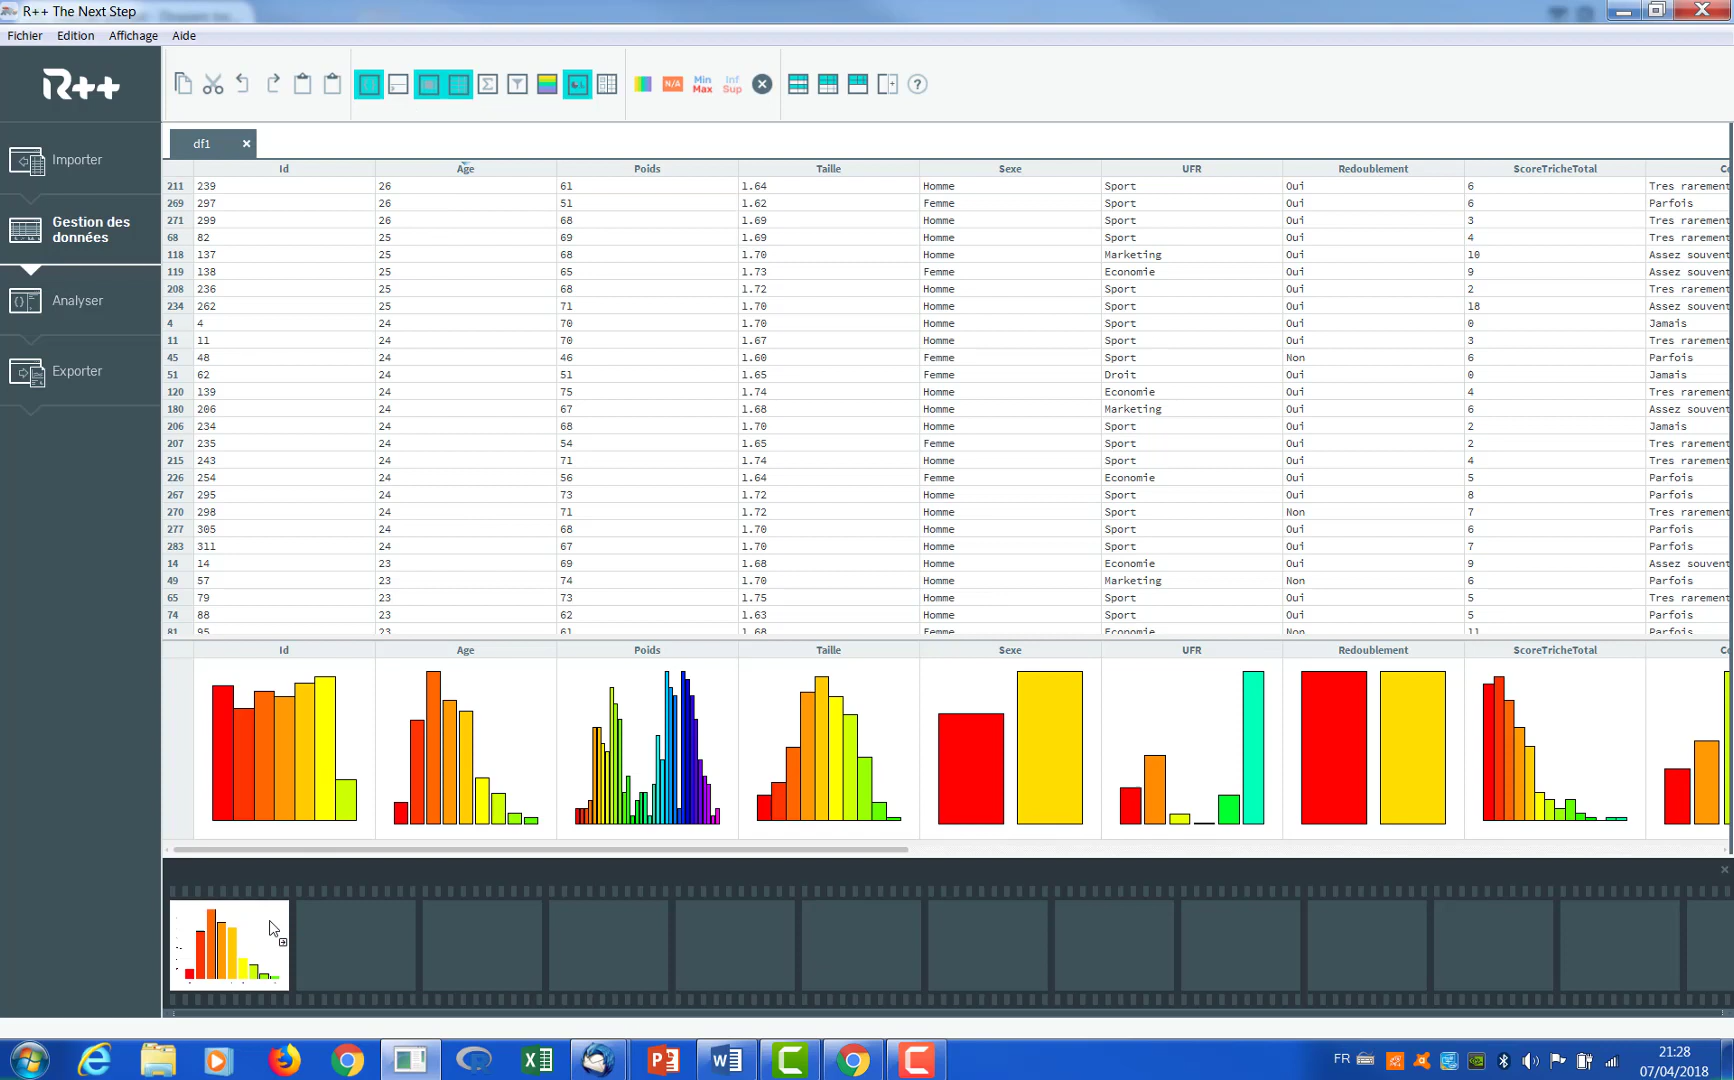 R++ The Next Step
Fichier Edition Affichage Aide
R++
N/A Min Max Inf Sup ?
Importer
Gestion des données
Analyser
Exporter
df1
Id Age Poids Taille Sexe UFR Redoublement ScoreTricheTotal Co
211 239 26 61 1.64 Homme Sport Oui 6 Tres rarement
269 297 26 51 1.62 Femme Sport Oui 6 Parfois
271 299 26 68 1.69 Homme Sport Oui 3 Tres rarement
68 82 25 69 1.69 Homme Sport Oui 4 Tres rarement
118 137 25 68 1.70 Homme Marketing Oui 10 Assez souvent
119 138 25 65 1.73 Femme Economie Oui 9 Assez souvent
208 236 25 68 1.72 Homme Sport Oui 2 Tres rarement
234 262 25 71 1.70 Homme Sport Oui 18 Assez souvent
4 4 24 70 1.70 Homme Sport Oui 0 Jamais
11 11 24 70 1.67 Homme Sport Oui 3 Tres rarement
45 48 24 46 1.60 Femme Sport Non 6 Parfois
51 62 24 51 1.65 Femme Droit Oui 0 Jamais
120 139 24 75 1.74 Homme Economie Oui 4 Tres rarement
180 206 24 67 1.68 Homme Marketing Oui 6 Assez souvent
206 234 24 68 1.70 Homme Sport Oui 2 Jamais
207 235 24 54 1.65 Femme Sport Oui 2 Tres rarement
215 243 24 71 1.74 Homme Sport Oui 4 Tres rarement
226 254 24 56 1.64 Femme Economie Oui 5 Parfois
267 295 24 73 1.72 Homme Sport Oui 8 Parfois
270 298 24 71 1.72 Homme Sport Non 7 Tres rarement
277 305 24 68 1.70 Homme Sport Oui 6 Parfois
283 311 24 67 1.70 Homme Sport Oui 7 Parfois
14 14 23 69 1.68 Homme Economie Oui 9 Assez souvent
49 57 23 74 1.70 Homme Marketing Non 6 Parfois
65 79 23 73 1.75 Homme Sport Oui 5 Tres rarement
74 88 23 62 1.63 Homme Sport Oui 5 Parfois
81 95 23 61 1.68 Femme Economie Non 11 Parfois
Id Age Poids Taille Sexe UFR Redoublement ScoreTricheTotal Co
FR
21:28
07/04/2018